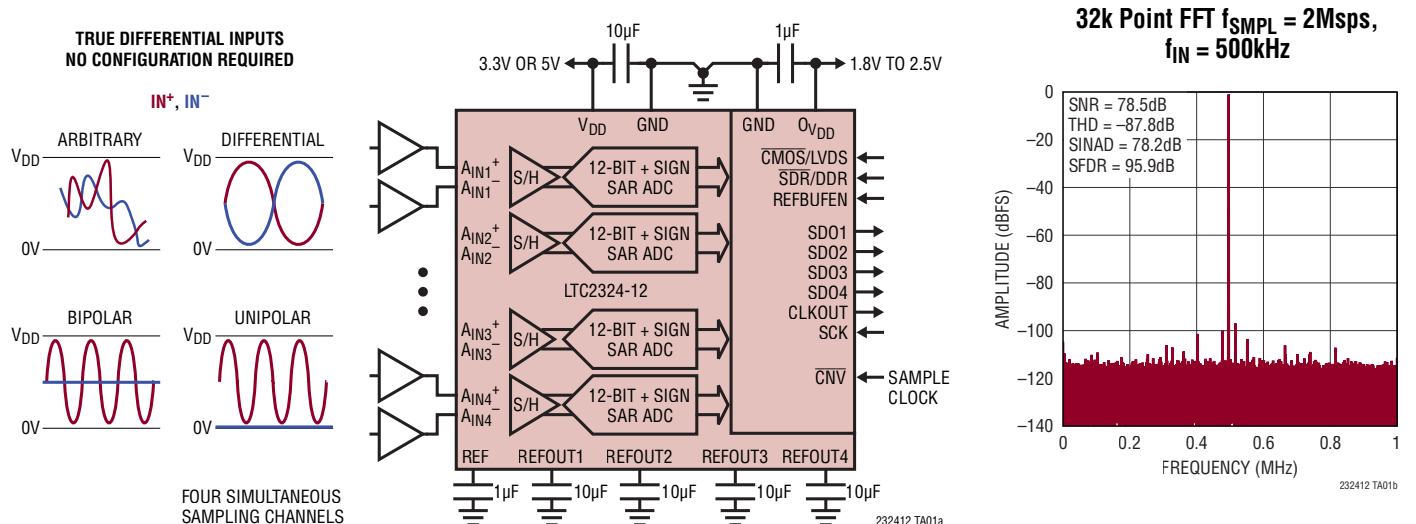 TRUE DIFFERENTIAL INPUTS
NO CONFIGURATION REQUIRED
IN+, IN−
ARBITRARY
DIFFERENTIAL
VDD
VDD
0V
0V
BIPOLAR
UNIPOLAR
VDD
VDD
0V
0V
FOUR SIMULTANEOUS
SAMPLING CHANNELS
10µF
1µF
3.3V OR 5V
1.8V TO 2.5V
VDD
GND
GND
OVDD
AIN1+
AIN1−
S/H
12-BIT + SIGN
SAR ADC
AIN2+
AIN2−
S/H
12-BIT + SIGN
SAR ADC
LTC2324-12
AIN3+
AIN3−
S/H
12-BIT + SIGN
SAR ADC
AIN4+
AIN4−
S/H
12-BIT + SIGN
SAR ADC
CMOS/LVDS
SDR/DDR
REFBUFEN
SDO1
SDO2
SDO3
SDO4
CLKOUT
SCK
CNV
SAMPLE
CLOCK
REF
REFOUT1
REFOUT2
REFOUT3
REFOUT4
1µF
10µF
10µF
10µF
10µF
232412 TA01a
32k Point FFT fSMPL = 2Msps,
fIN = 500kHz
SNR = 78.5dB
THD = –87.8dB
SINAD = 78.2dB
SFDR = 95.9dB
AMPLITUDE (dBFS)
0
–20
–40
–60
–80
–100
–120
–140
0
0.2
0.4
0.6
0.8
1
FREQUENCY (MHz)
232412 TA01b